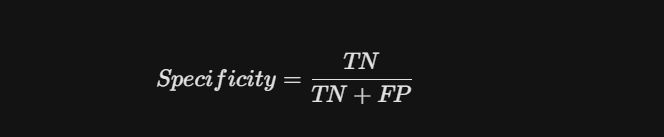 Specificity = TN / TN + FP